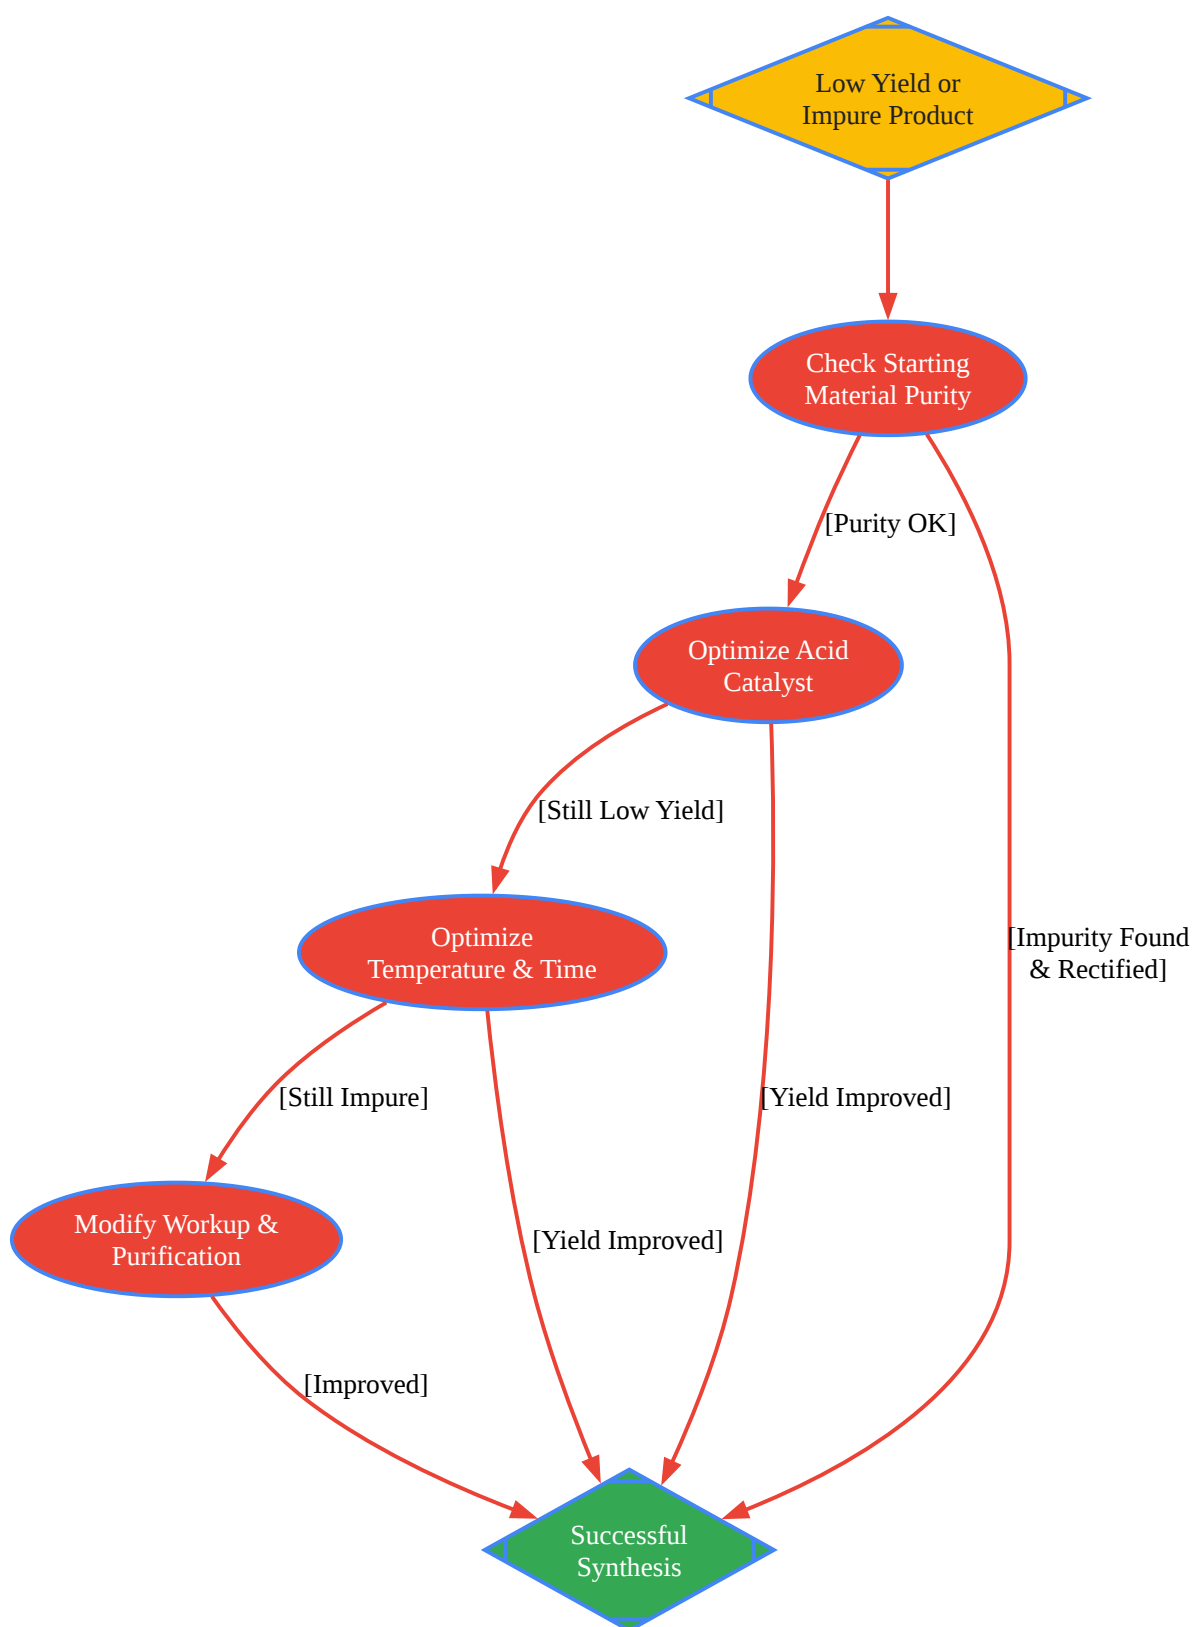 Low Yield or
Impure Product
Check Starting
Material Purity
[Purity OK]
Optimize Acid
Catalyst
[Still Low Yield]
Optimize
Temperature & Time
[Impurity Found
& Rectified]
[Still Impure]
[Yield Improved]
Modify Workup &
Purification
[Yield Improved]
[Improved]
Successful
Synthesis